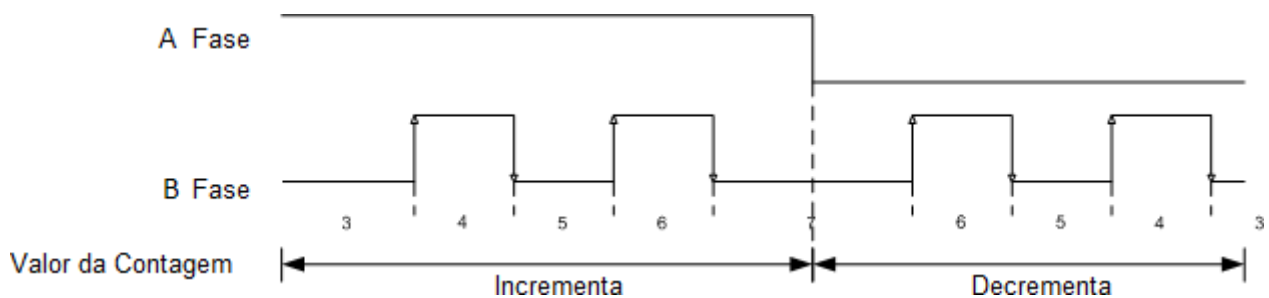 A Fase
B Fase
3 4 5 6 7 6 5 4 3
Valor da Contagem
Incrementa Decrementa